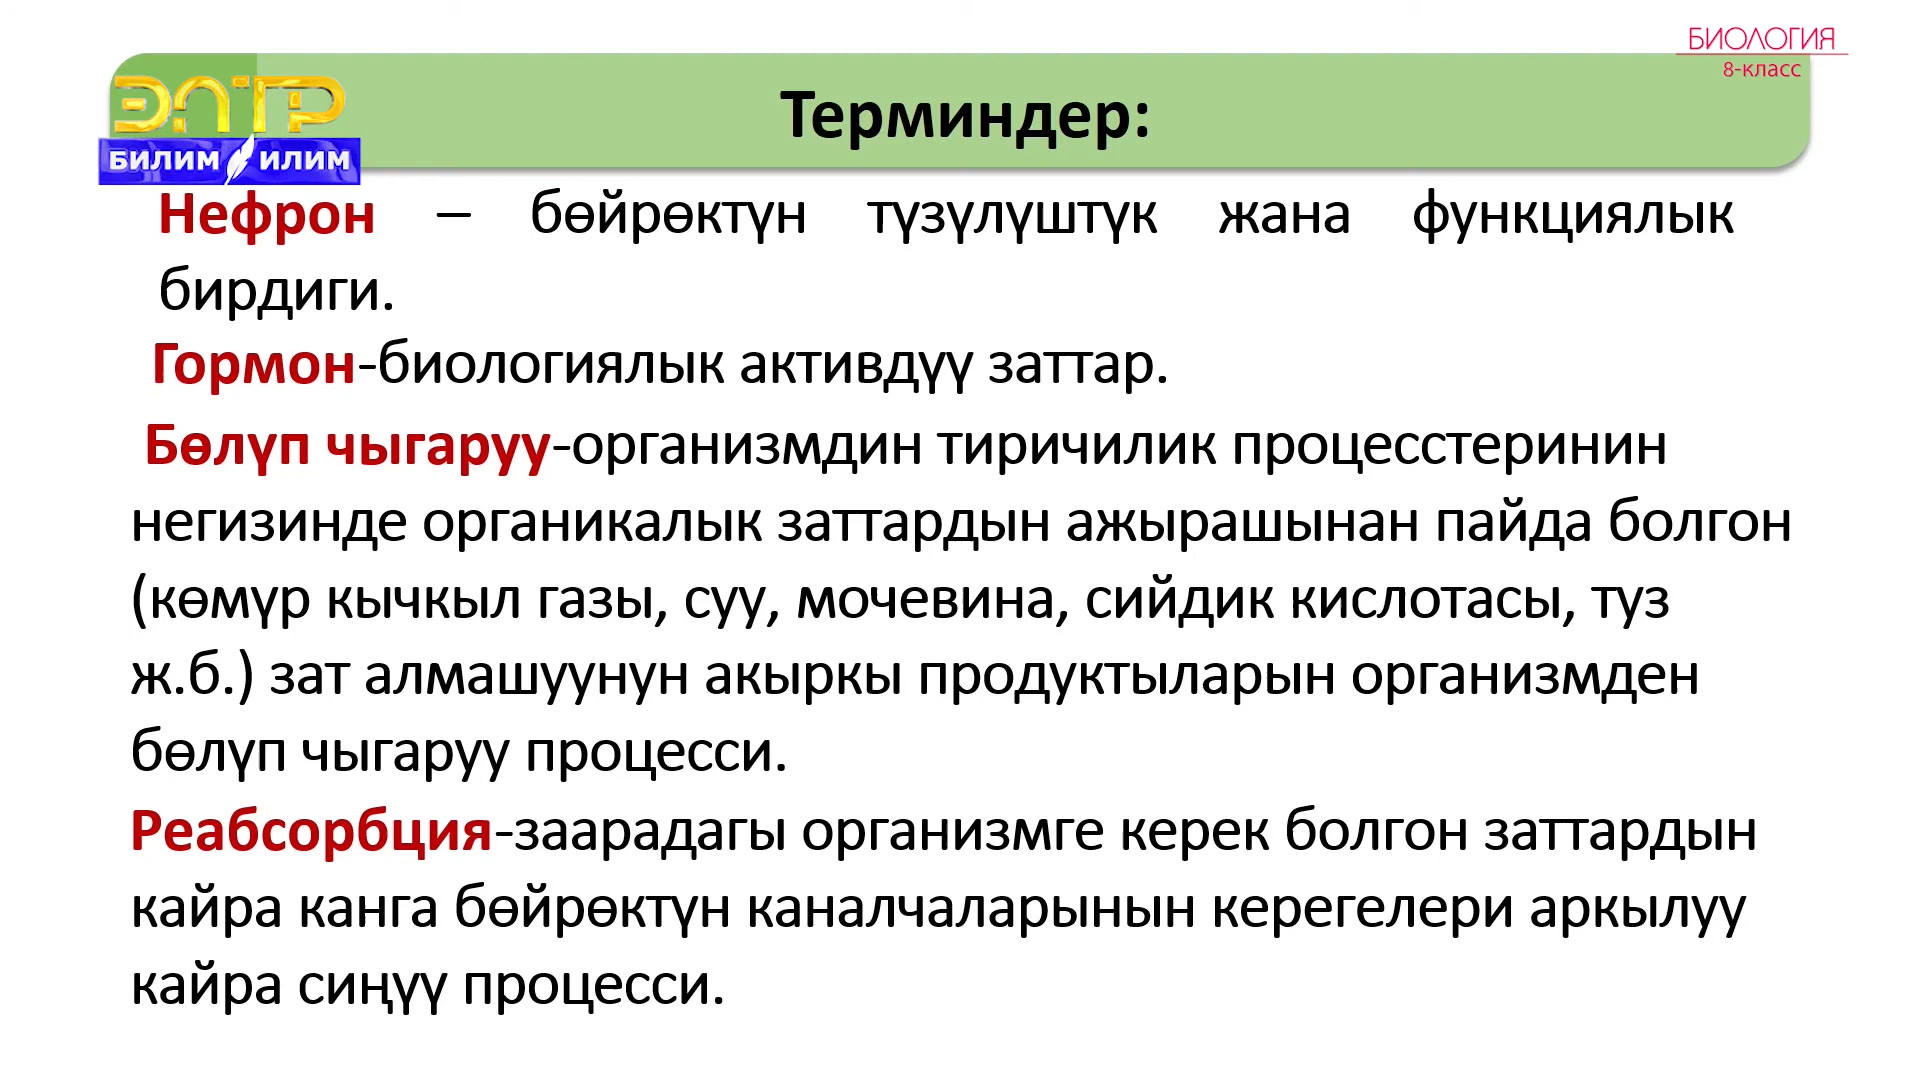 БИОЛОГИЯ
8-класс
ЭЛТР
БИЛИМ ИЛИМ
Терминдер:
Нефрон – бөйрөктүн түзүлүштүк жана функциялык
бирдиги.
Гормон-биологиялык активдүү заттар.
Бөлүп чыгаруу-организмдин тиричилик процесстеринин
негизинде органикалык заттардын ажырашынан пайда болгон
(көмүр кычкыл газы, суу, мочевина, сийдик кислотасы, туз
ж.б.) зат алмашуунун акыркы продуктыларын организмден
бөлүп чыгаруу процесси.
Реабсорбция-заарадагы организмге керек болгон заттардын
кайра канга бөйрөктүн каналчаларынын керегелери аркылуу
кайра сиңүү процесси.